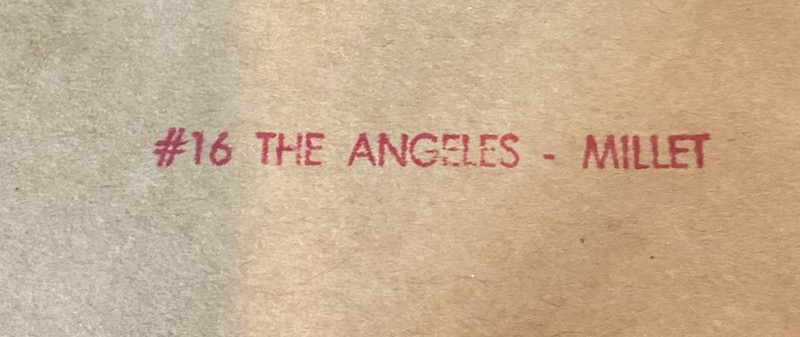 #16 THE ANGELES - MILLET